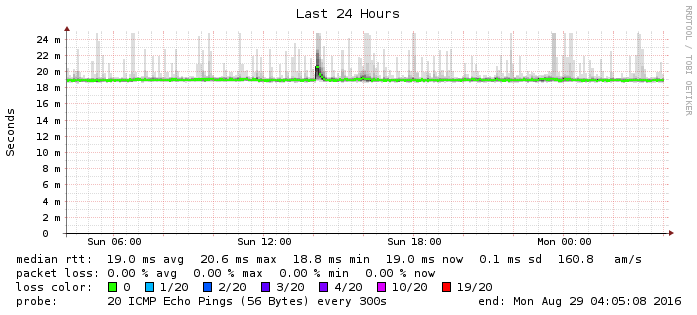 Last 24 Hours
RRDTOOL / TOBI OETIKER
Seconds
24 m
22 m
20 m
18 m
16 m
14 m
12 m
10 m
8 m
6 m
4 m
2 m
0
Sun 06:00 Sun 12:00 Sun 18:00 Mon 00:00
median rtt: 19.0 ms avg 20.6 ms max 18.8 ms min 19.0 ms now 0.1 ms sd 160.8 am/s
packet loss: 0.00 % avg 0.00 % max 0.00 % min 0.00 % now
loss color: 0 1/20 2/20 3/20 4/20 10/20 19/20
probe: 20 ICMP Echo Pings (56 Bytes) every 300s end: Mon Aug 29 04:05:08 2016